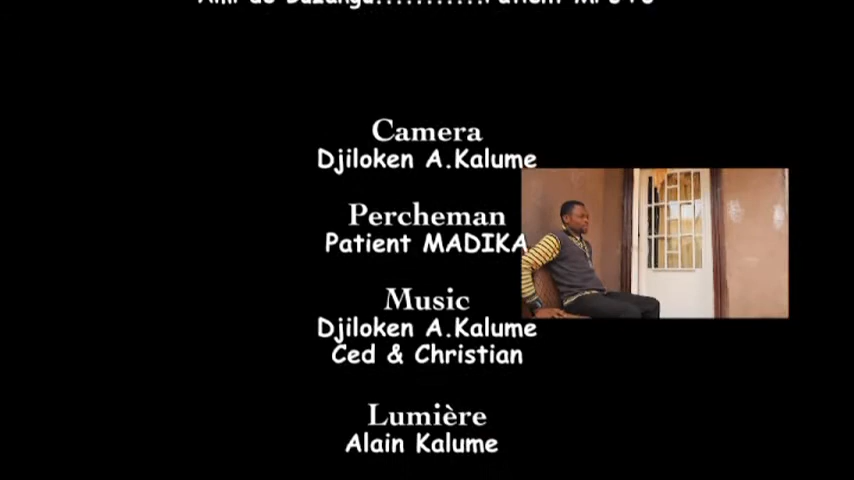 Camera
Djiloken A.Kalume
Percheman
Patient MADIKA
Music
Djiloken A.Kalume
Ced & Christian
Lumière
Alain Kalume